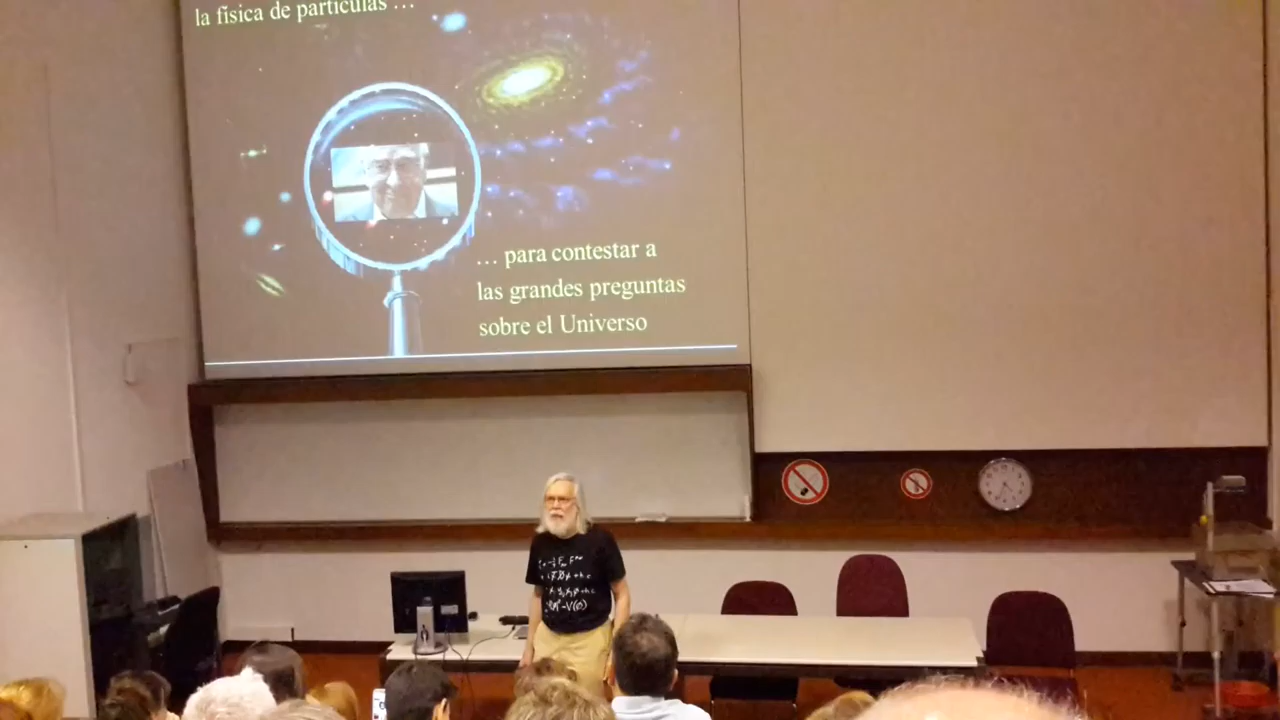 la física de partículas ...
... para contestar a
las grandes preguntas
sobre el Universo